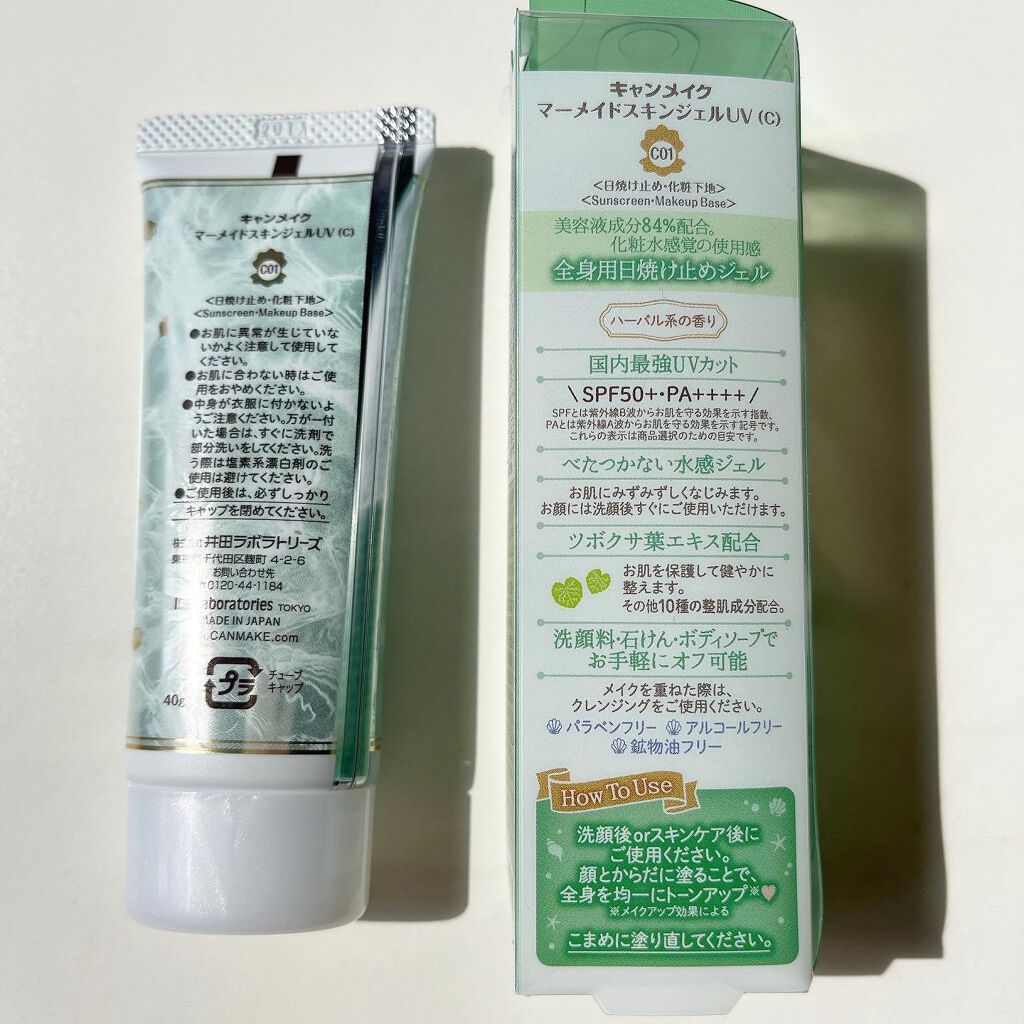 201A
キャンメイク
マーメイドスキンジェルUV (C)
C01
<日焼け止め・化粧下地>
<Sunscreen・Makeup Base>
●お肌に異常が生じていな
いかよく注意して使用して
ください。
●お肌に合わない時はご使
用をおやめください。
●中身が衣服に付かないよ
うご注意ください。万が一付
いた場合は、すぐに洗剤で
部分洗いをしてください。洗
う際は塩素系漂白剤のご
使用は避けてください。
●ご使用後は、必ずしっかり
キャップを閉めてください。
井田ラボラトリーズ
千代田区麹町 4-2-6
お問い合わせ先
0120-44-1184
laboratories TOKYO
MADE IN JAPAN
CANMAKE.com
プラ
チューブ
キャップ
40g
キャンメイク
マーメイドスキンジェルUV (C)
C01
<日焼け止め・化粧下地>
<Sunscreen・Makeup Base>
美容液成分84%配合。
化粧水感覚の使用感
全身用日焼け止めジェル
ハーバル系の香り
国内最強UVカット
\ SPF50+・PA++++ /
SPFとは紫外線B波からお肌を守る効果を示す指数、
PAとは紫外線A波からお肌を守る効果を示す記号です。
これらの表示は商品選択のための目安です。
べたつかない水感ジェル
お肌にみずみずしくなじみます。
お顔には洗顔後すぐにご使用いただけます。
ツボクサ葉エキス配合
お肌を保護して健やかに
整えます。
その他10種の整肌成分配合。
洗顔料・石けん・ボディソープで
お手軽にオフ可能
メイクを重ねた際は、
クレンジングをご使用ください。
パラベンフリー アルコールフリー
鉱物油フリー
How To Use
洗顔後orスキンケア後に
ご使用ください。
顔とからだに塗ることで、
全身を均一にトーンアップ※♥
※メイクアップ効果による
こまめに塗り直してください。